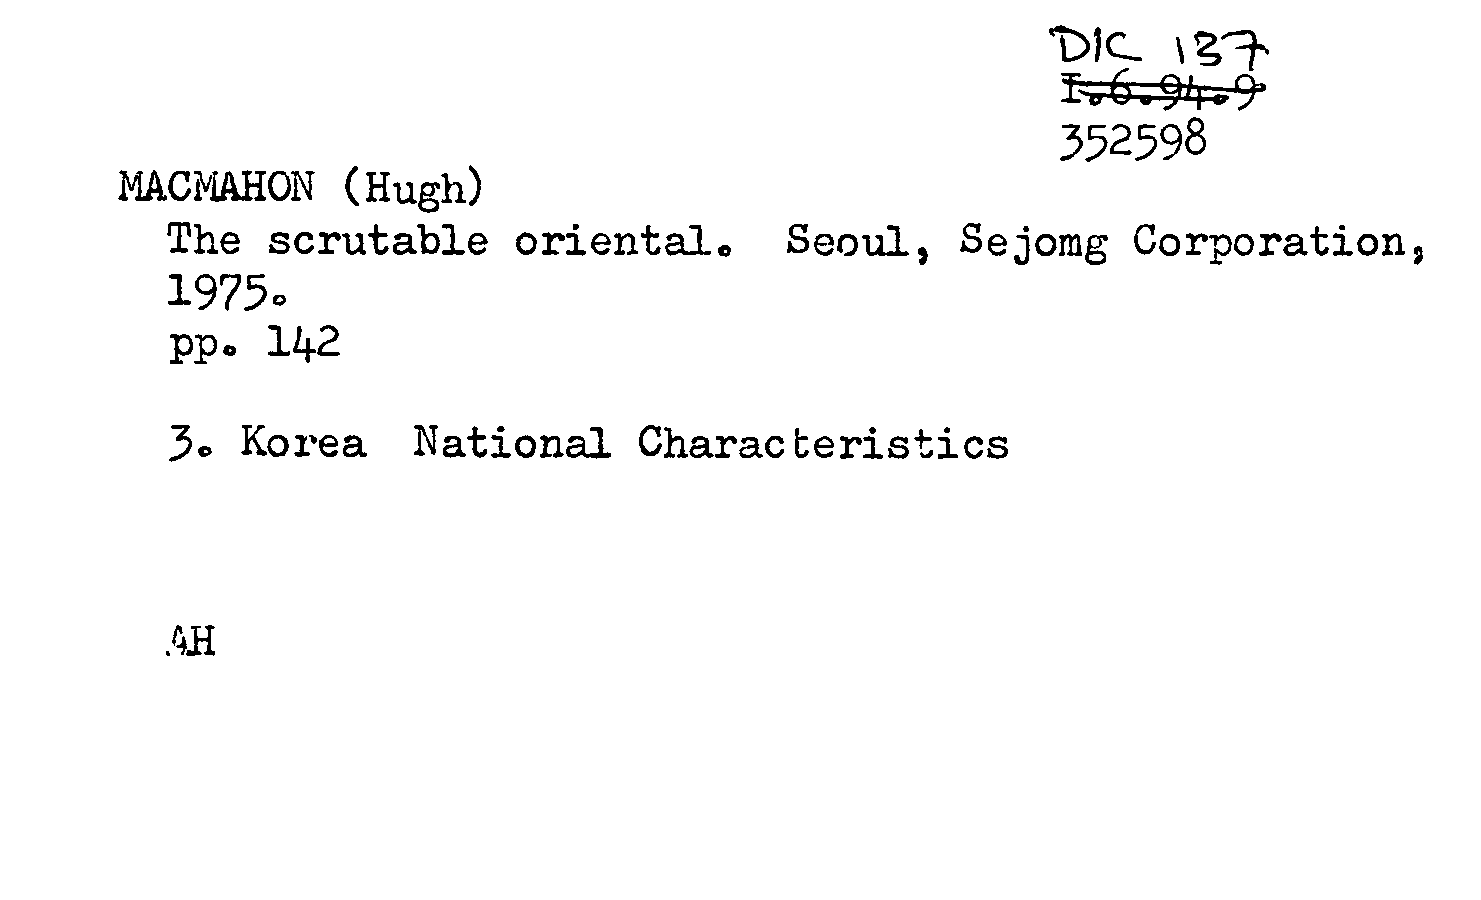 DIC 137
I.6.94.9
352598
MACMAHON (Hugh)
The scrutable oriental. Seoul, Sejomg Corporation,
1975.
pp. 142
3. Korea National Characteristics
AH